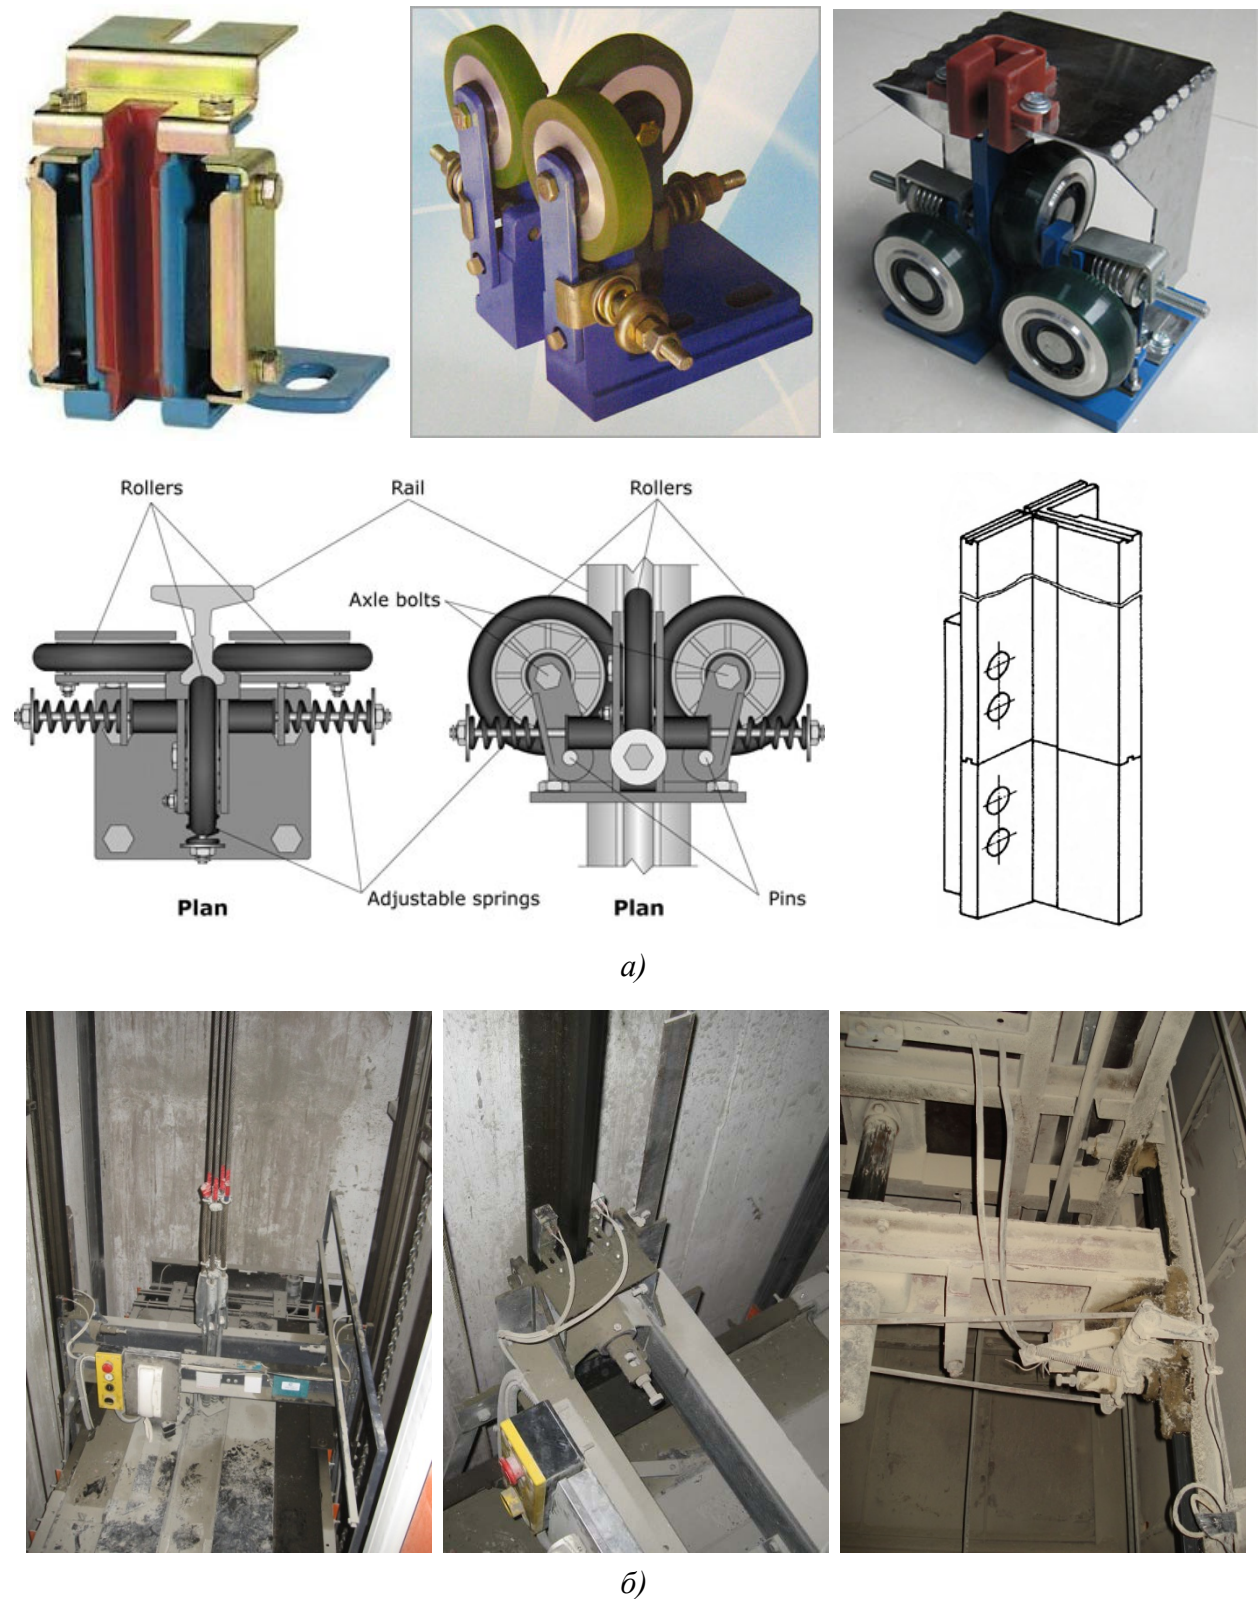 Rollers
Rail
Rollers
Axle bolts
Adjustable springs
Pins
Plan
Plan
а)
б)